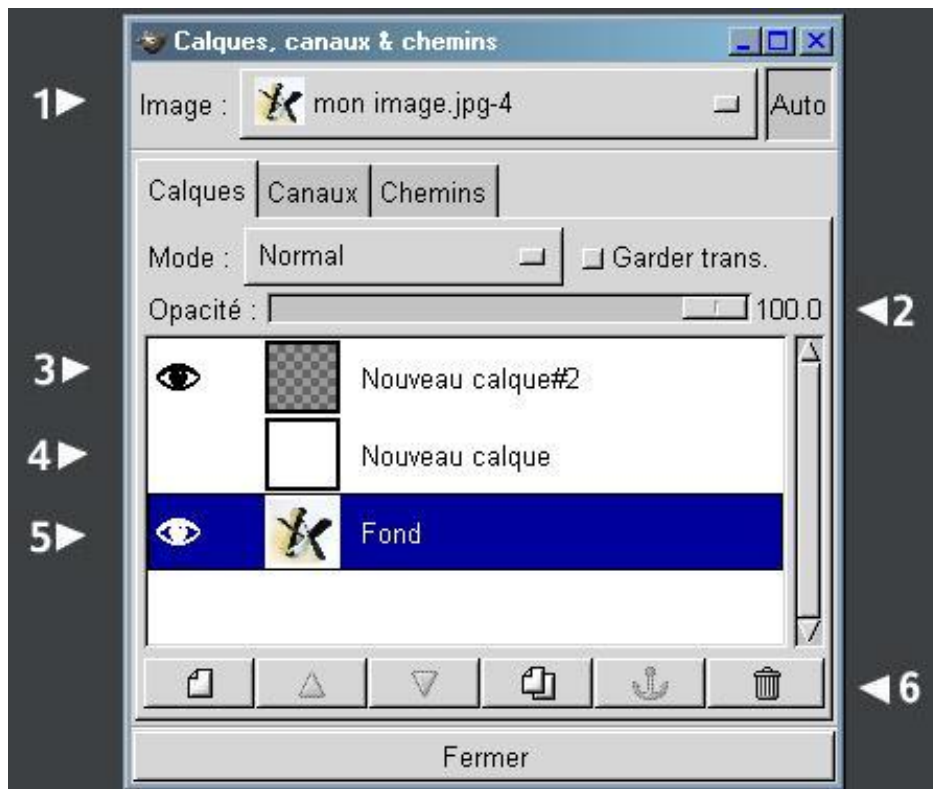 Calques, canaux & chemins
1 Image : mon image.jpg-4 Auto
Calques Canaux Chemins
Mode : Normal Garder trans.
Opacité : 100.0 2
3 Nouveau calque#2
4 Nouveau calque
5 Fond
6
Fermer